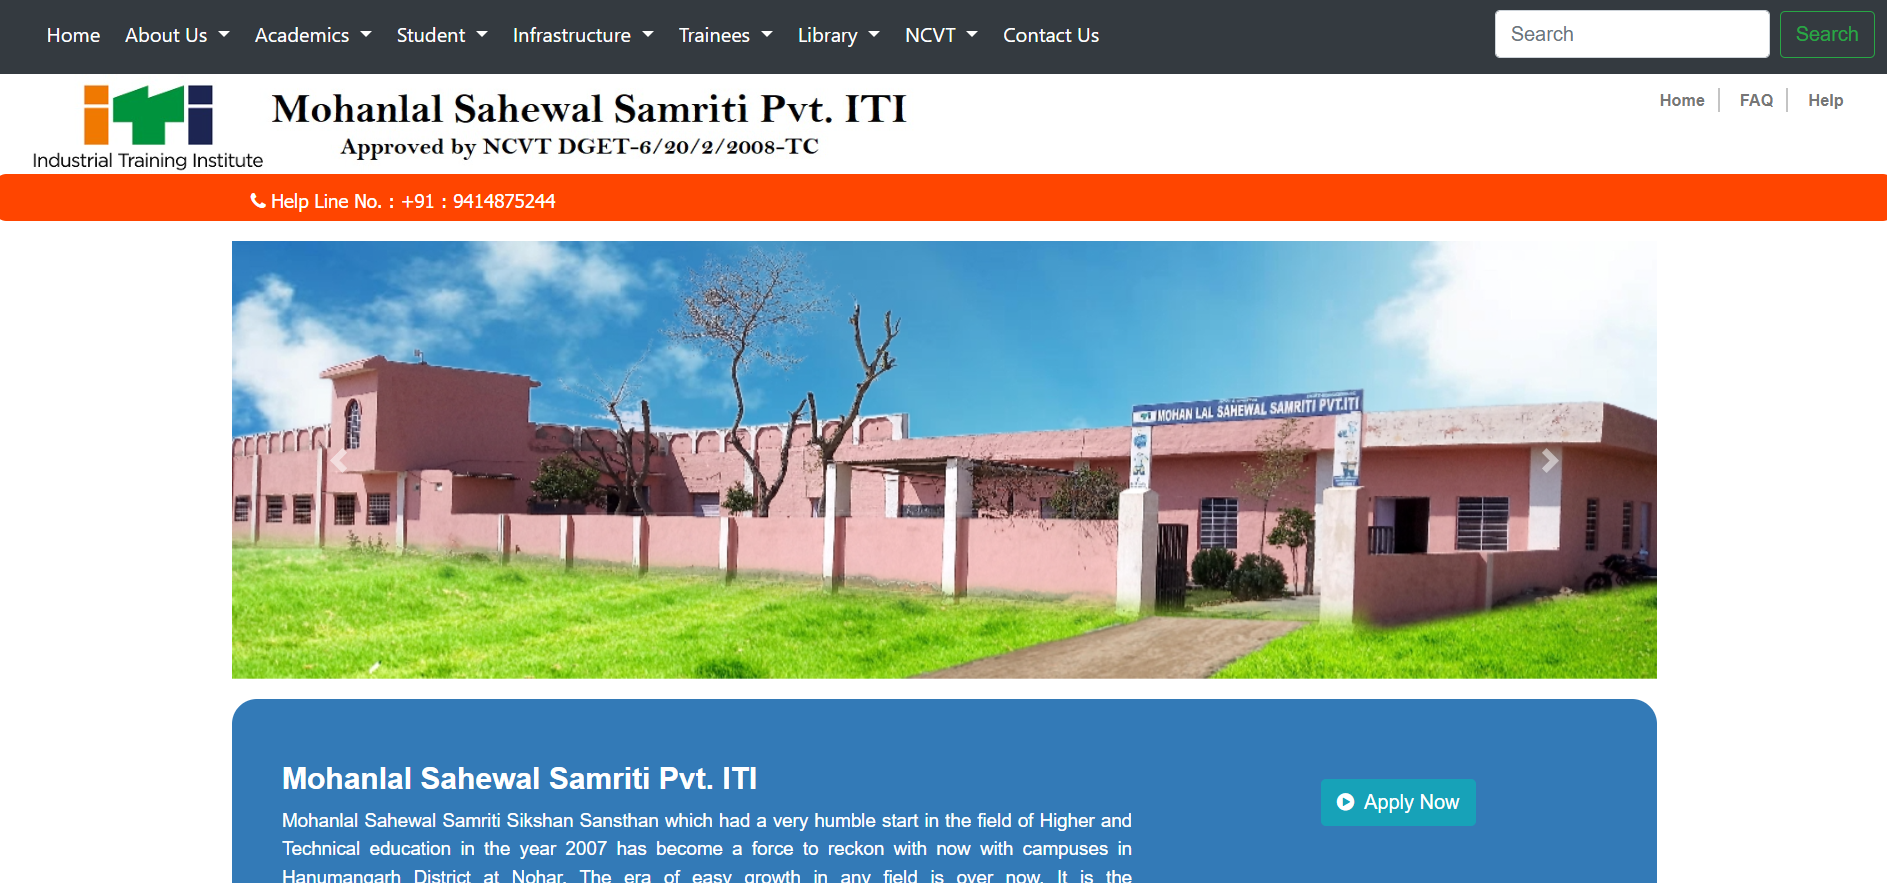 Home About Us Academics Student Infrastructure Trainees Library NCVT Contact Us Search Search
iTi
Industrial Training Institute
Mohanlal Sahewal Samriti Pvt. ITI
Approved by NCVT DGET-6/20/2/2008-TC
Home FAQ Help
Help Line No. : +91 : 9414875244
MOHAN LAL SAHEWAL SAMRITI PVT.ITI
Mohanlal Sahewal Samriti Pvt. ITI
Mohanlal Sahewal Samriti Sikshan Sansthan which had a very humble start in the field of Higher and
Technical education in the year 2007 has become a force to reckon with now with campuses in
Hanumangarh District at Nohar. The era of easy growth in any field is over now. It is the
Apply Now